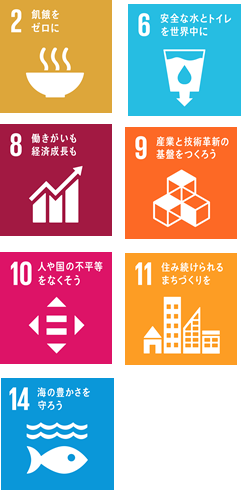 2 飢餓を
ゼロに
6 安全な水とトイレ
を世界中に
8 働きがいも
経済成長も
9 産業と技術革新の
基盤をつくろう
10 人や国の不平等
をなくそう
11 住み続けられる
まちづくりを
14 海の豊かさを
守ろう